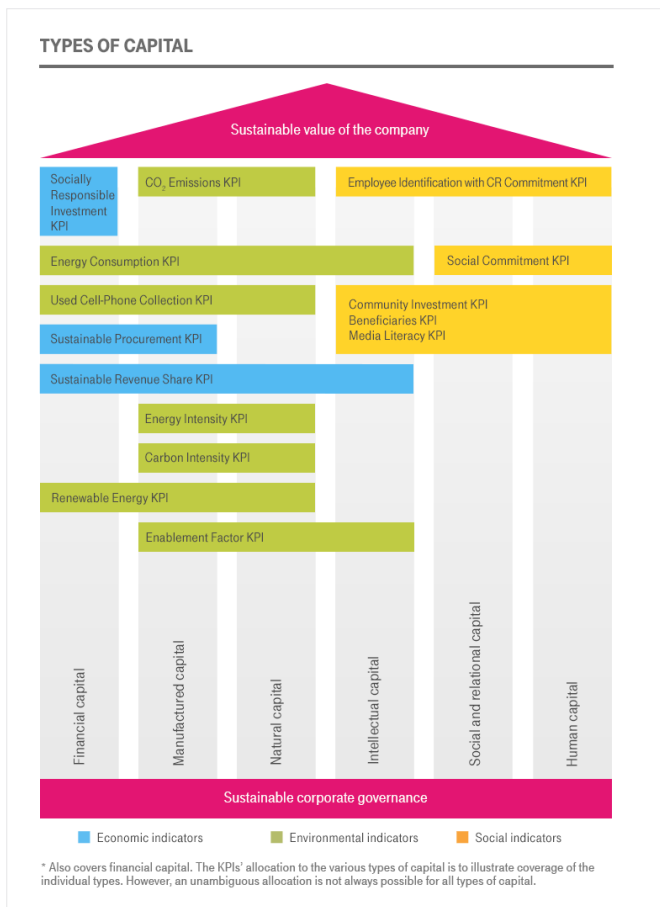 TYPES OF CAPITAL
Sustainable value of the company
Socially
Responsible
Investment
KPI
CO₂ Emissions KPI
Employee Identification with CR Commitment KPI
Energy Consumption KPI
Social Commitment KPI
Used Cell-Phone Collection KPI
Community Investment KPI
Beneficiaries KPI
Media Literacy KPI
Sustainable Procurement KPI
Sustainable Revenue Share KPI
Energy Intensity KPI
Carbon Intensity KPI
Renewable Energy KPI
Enablement Factor KPI
Financial capital
Manufactured capital
Natural capital
Intellectual capital
Social and relational capital
Human capital
Sustainable corporate governance
Economic indicators
Environmental indicators
Social indicators
* Also covers financial capital. The KPIs' allocation to the various types of capital is to illustrate coverage of the
individual types. However, an unambiguous allocation is not always possible for all types of capital.